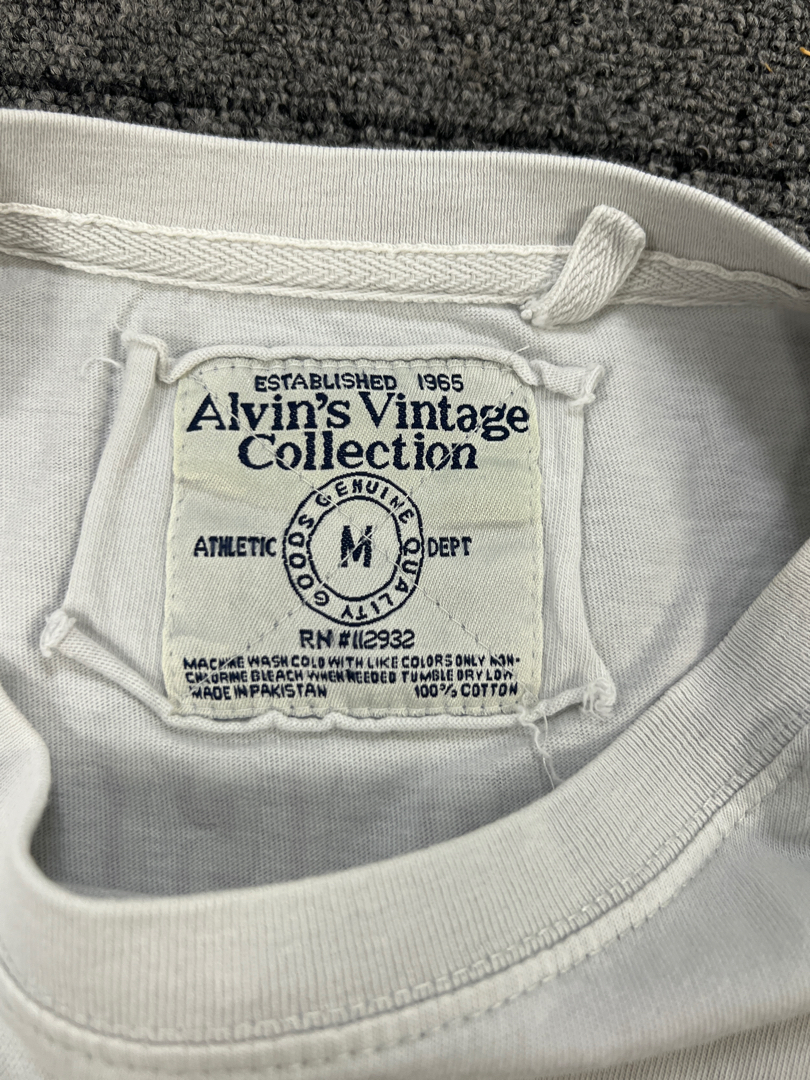 ESTABLISHED 1965
Alvin's Vintage
Collection
GENUINE QUALITY GOODS
ATHLETIC M DEPT
RN #112932
MACHINE WASH COLD WITH LIKE COLORS ONLY NON-
CHLORINE BLEACH WHEN NEEDED TUMBLE DRY LOW
MADE IN PAKISTAN 100% COTTON